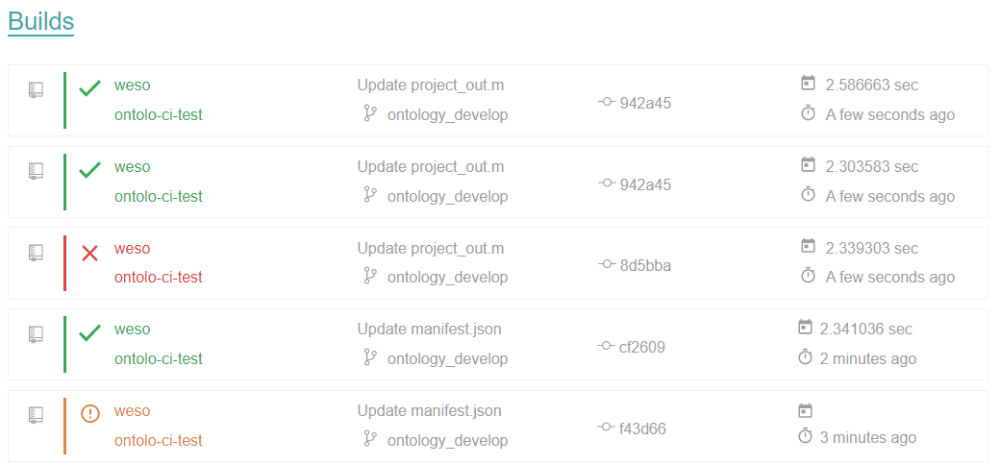 Builds
weso Update project_out.m 2.586663 sec
942a45
ontolo-ci-test ontology_develop A few seconds ago
weso Update project_out.m 2.303583 sec
942a45
ontolo-ci-test ontology_develop A few seconds ago
weso Update project_out.m 2.339303 sec
8d5bba
ontolo-ci-test ontology_develop A few seconds ago
weso Update manifest.json 2.341036 sec
cf2609
ontolo-ci-test ontology_develop 2 minutes ago
weso Update manifest.json
f43d66
ontolo-ci-test ontology_develop 3 minutes ago